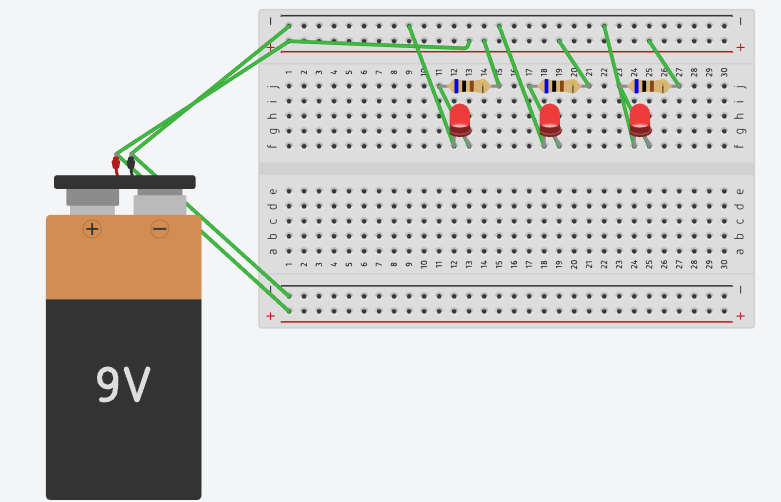 − −
+ +
1 2 3 4 5 6 7 8 9 10 11 12 13 14 15 16 17 18 19 20 21 22 23 24 25 26 27 28 29 30
j j
i i
h h
g g
f f
e e
d d
c c
b b
a a
1 2 3 4 5 6 7 8 9 10 11 12 13 14 15 16 17 18 19 20 21 22 23 24 25 26 27 28 29 30
− −
+ +
+ −
9V